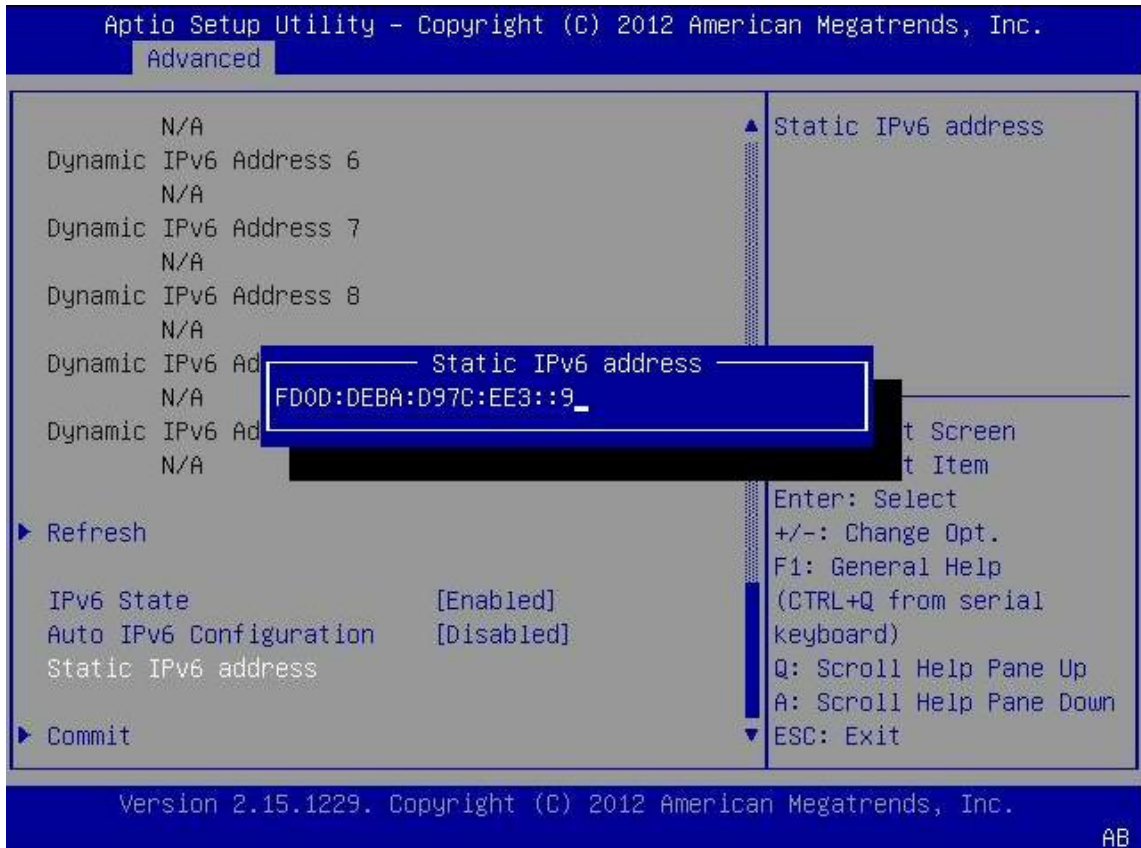 Aptio Setup Utility – Copyright (C) 2012 American Megatrends, Inc.
Advanced
N/A
Dynamic IPv6 Address 6
N/A
Dynamic IPv6 Address 7
N/A
Dynamic IPv6 Address 8
N/A
Dynamic IPv6 Ad
N/A
Dynamic IPv6 Ad
N/A
Refresh
IPv6 State [Enabled]
Auto IPv6 Configuration [Disabled]
Static IPv6 address
Commit
Static IPv6 address
FD0D:DEBA:D97C:EE3::9_
Static IPv6 address
t Screen
t Item
Enter: Select
+/-: Change Opt.
F1: General Help
(CTRL+Q from serial
keyboard)
Q: Scroll Help Pane Up
A: Scroll Help Pane Down
ESC: Exit
Version 2.15.1229. Copyright (C) 2012 American Megatrends, Inc.
AB